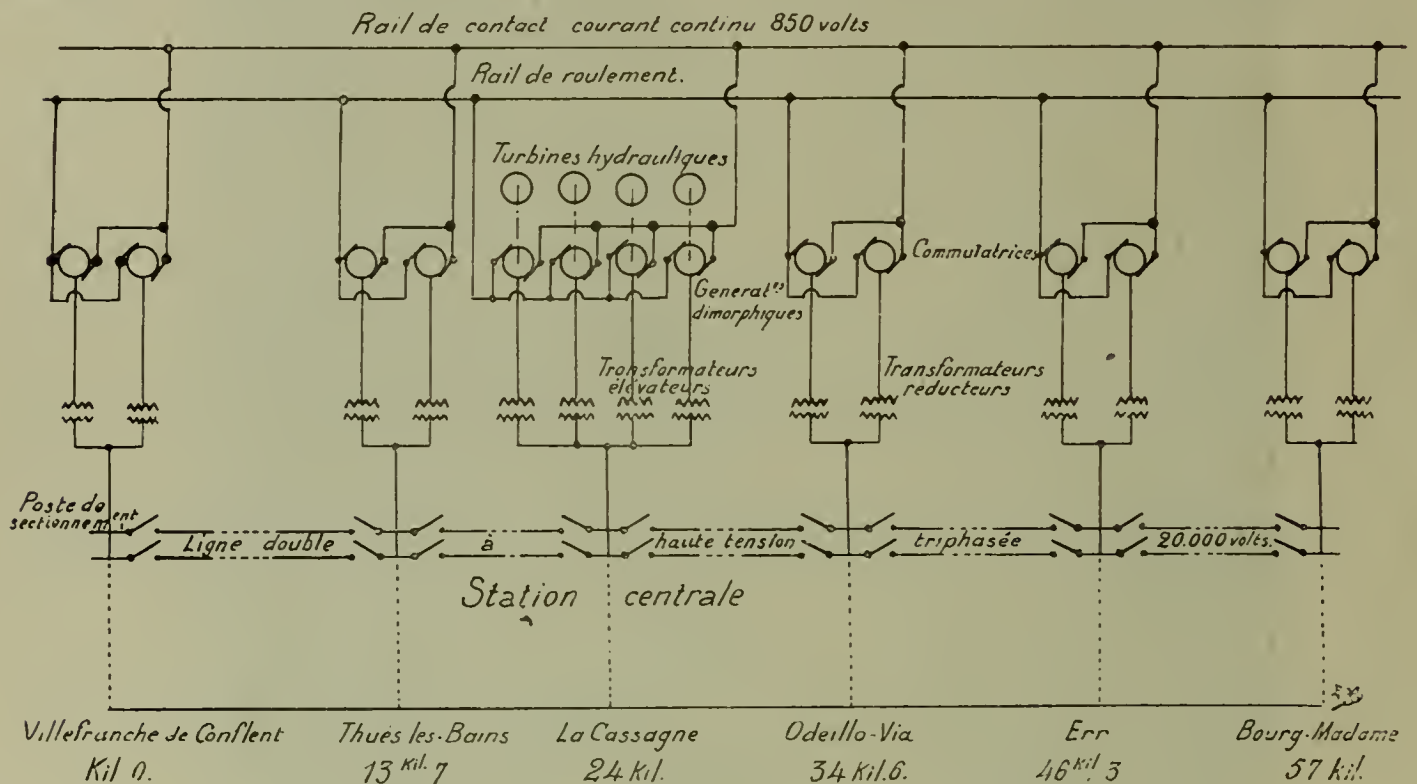 Rail de contact courant continu 850 volts
Rail de roulement.
Turbines hydrauliques
Commutatrices
Generat.rs
dimorphiques
Transformateurs
élévateurs
Transformateurs
reducteurs
Poste de
sectionnement
Ligne double à haute tension triphasée 20.000 volts.
Station centrale
Villefranche de Conflent Thuès les-Bains La Cassagne Odeillo-Via Err Bourg-Madame
Kil 0. 13 Kil. 7 24 Kil. 34 Kil.6. 46 Kil. 3 57 kil.